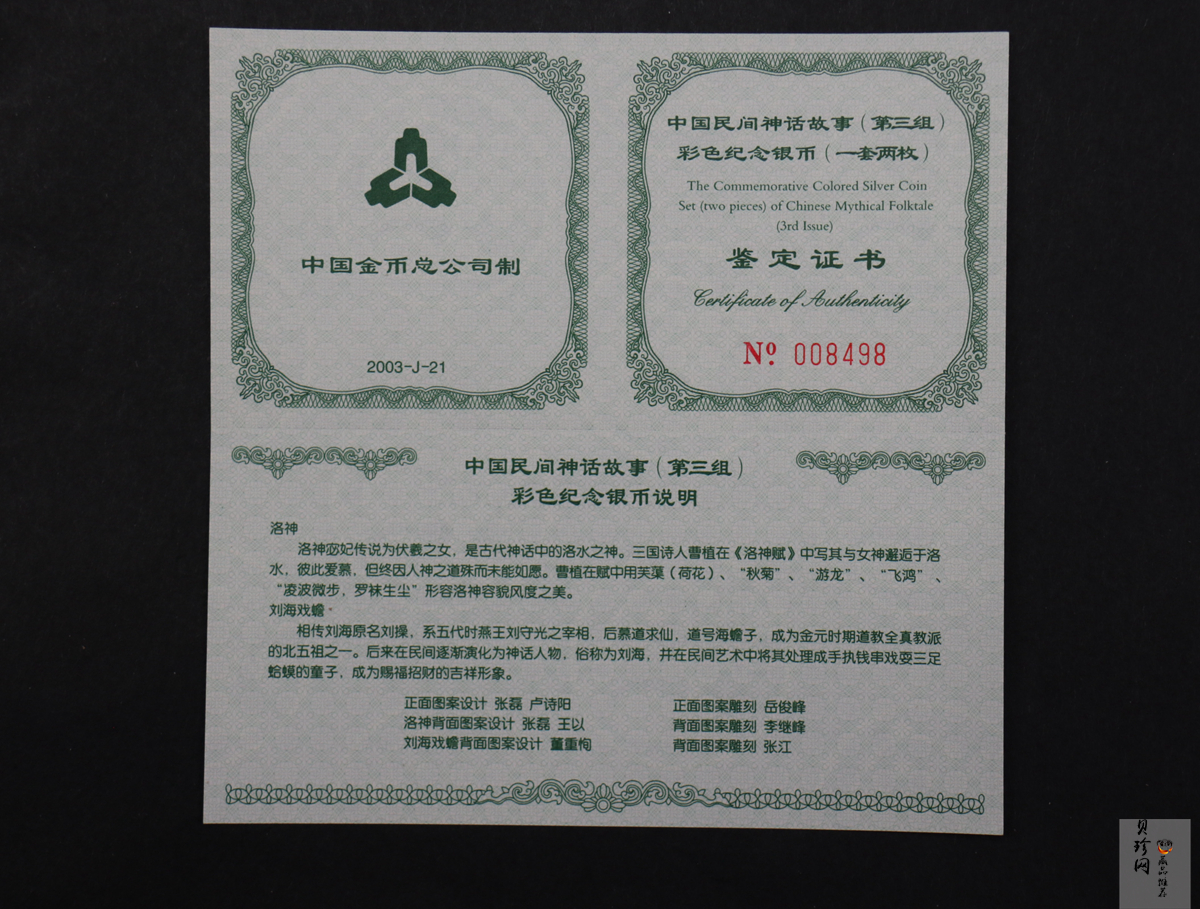 中国金币总公司制
2003-J-21
中国民间神话故事（第三组）
彩色纪念银币（一套两枚）
The Commemorative Colored Silver Coin
Set (two pieces) of Chinese Mythical Folktale
(3rd Issue)
鉴定证书
Certificate of Authenticity
Nº 008498
中国民间神话故事（第三组）
彩色纪念银币说明
洛神
洛神宓妃传说为伏羲之女，是古代神话中的洛水之神。三国诗人曹植在《洛神赋》中写其与女神邂逅于洛
水，彼此爱慕，但终因人神之道殊而未能如愿。曹植在赋中用芙蕖（荷花）、“秋菊”、“游龙”、“飞鸿”、
“凌波微步，罗袜生尘”形容洛神容貌风度之美。
刘海戏蟾
相传刘海原名刘操，系五代时燕王刘守光之宰相，后慕道求仙，道号海蟾子，成为金元时期道教全真教派
的北五祖之一。后来在民间逐渐演化为神话人物，俗称为刘海，并在民间艺术中将其处理成手执钱串戏耍三足
蛤蟆的童子，成为赐福招财的吉祥形象。
正面图案设计 张磊 卢诗阳
正面图案雕刻 岳俊峰
洛神背面图案设计 张磊 王以
背面图案雕刻 李继峰
刘海戏蟾背面图案设计 董重恂
背面图案雕刻 张江
贝珍网
藏品推荐